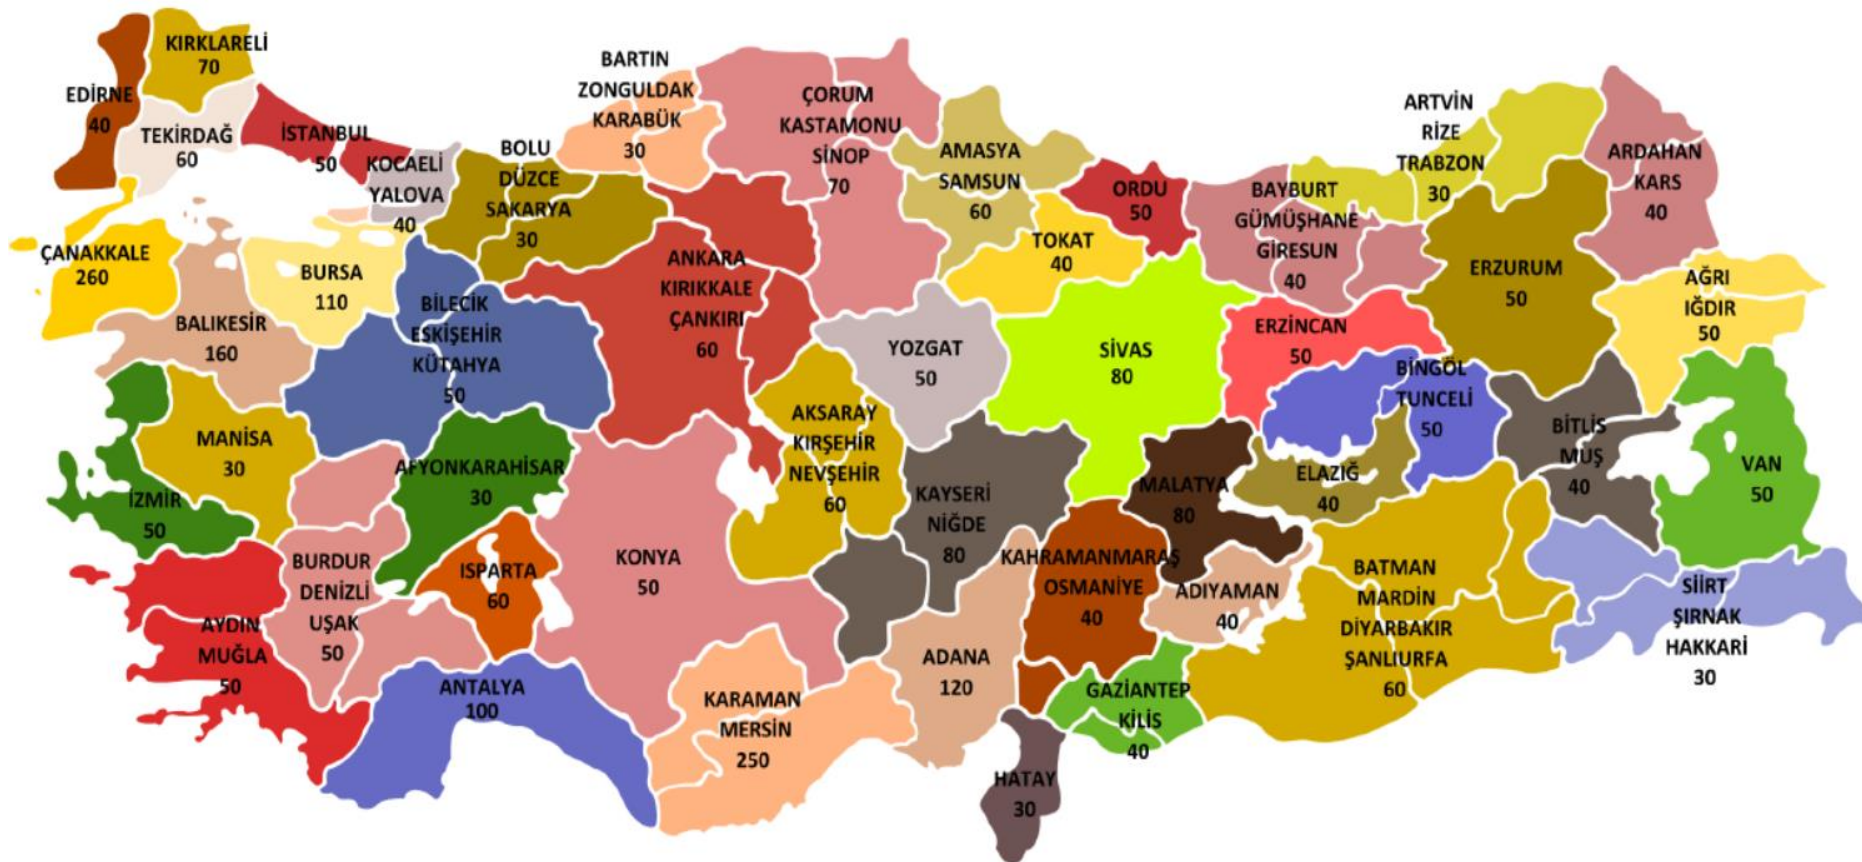 KIRKLARELİ
70
EDİRNE
40
TEKİRDAĞ
60
İSTANBUL
50
KOCAELİ
YALOVA
40
BOLU
DÜZCE
SAKARYA
30
BARTIN
ZONGULDAK
KARABÜK
30
ÇORUM
KASTAMONU
SİNOP
70
AMASYA
SAMSUN
60
ORDU
50
TOKAT
40
BAYBURT
GÜMÜŞHANE
GİRESUN
40
ARTVİN
RİZE
TRABZON
30
ARDAHAN
KARS
40
ÇANAKKALE
260
BALIKESİR
160
BURSA
110
BİLECİK
ESKİŞEHİR
KÜTAHYA
50
ANKARA
KIRIKKALE
ÇANKIRI
60
YOZGAT
50
SİVAS
80
ERZİNCAN
50
ERZURUM
50
AĞRI
IĞDIR
50
MANİSA
30
İZMİR
50
AFYONKARAHİSAR
30
AKSARAY
KIRŞEHİR
NEVŞEHİR
60
KAYSERİ
NİĞDE
80
MALATYA
80
ELAZIĞ
40
BİNGÖL
TUNCELİ
50
BİTLİS
MUŞ
40
VAN
50
AYDIN
MUĞLA
50
BURDUR
DENİZLİ
UŞAK
50
ISPARTA
60
KONYA
50
ANTALYA
100
KARAMAN
MERSİN
250
ADANA
120
KAHRAMANMARAŞ
OSMANİYE
40
ADIYAMAN
40
GAZİANTEP
KİLİS
40
HATAY
30
BATMAN
MARDİN
DİYARBAKIR
ŞANLIURFA
60
SİİRT
ŞIRNAK
HAKKARİ
30